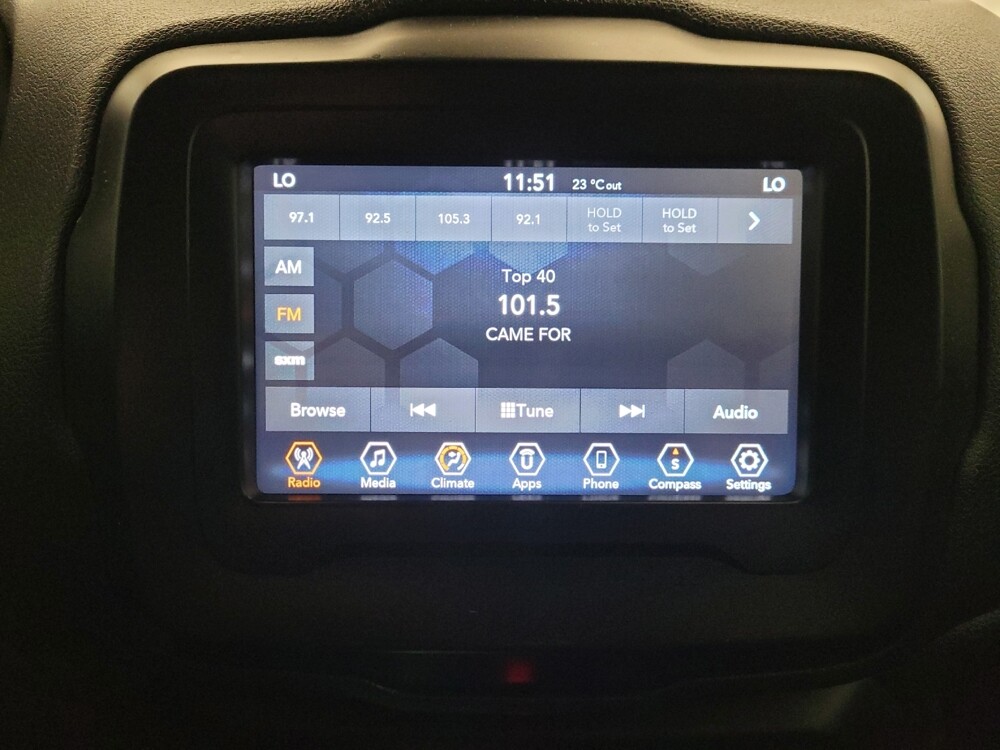 LO 11:51 23 °C out LO
97.1 92.5 105.3 92.1 HOLD to Set HOLD to Set
AM
FM
sxm
Top 40
101.5
CAME FOR
Browse Tune Audio
Radio Media Climate Apps Phone S Compass Settings